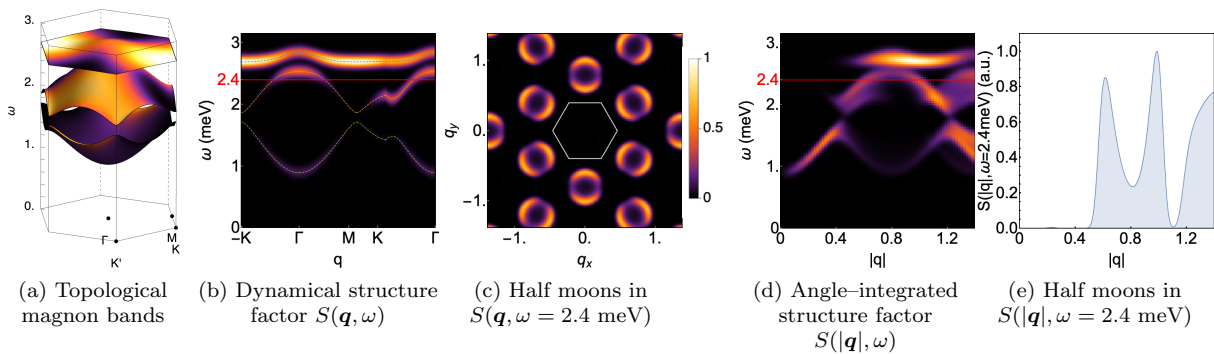 3.
2.
ω
1.
0.
Γ
M
K
K'
3
2.4
2
1
0
ω (meV)
-K Γ M K Γ
q
1.
0.
-1.
q_y
-1. 0. 1.
q_x
1
0.5
0
3
2.4
2
1
0
ω (meV)
0 0.4 0.8 1.2
|q|
1.0
0.8
0.6
0.4
0.2
0.0
S(|q|,ω=2.4meV) (a.u.)
0 0.4 0.8 1.2
|q|
(a) Topological
magnon bands
(b) Dynamical structure
factor S(q, ω)
(c) Half moons in
S(q, ω = 2.4 meV)
(d) Angle–integrated
structure factor
S(|q|, ω)
(e) Half moons in
S(|q|, ω = 2.4 meV)